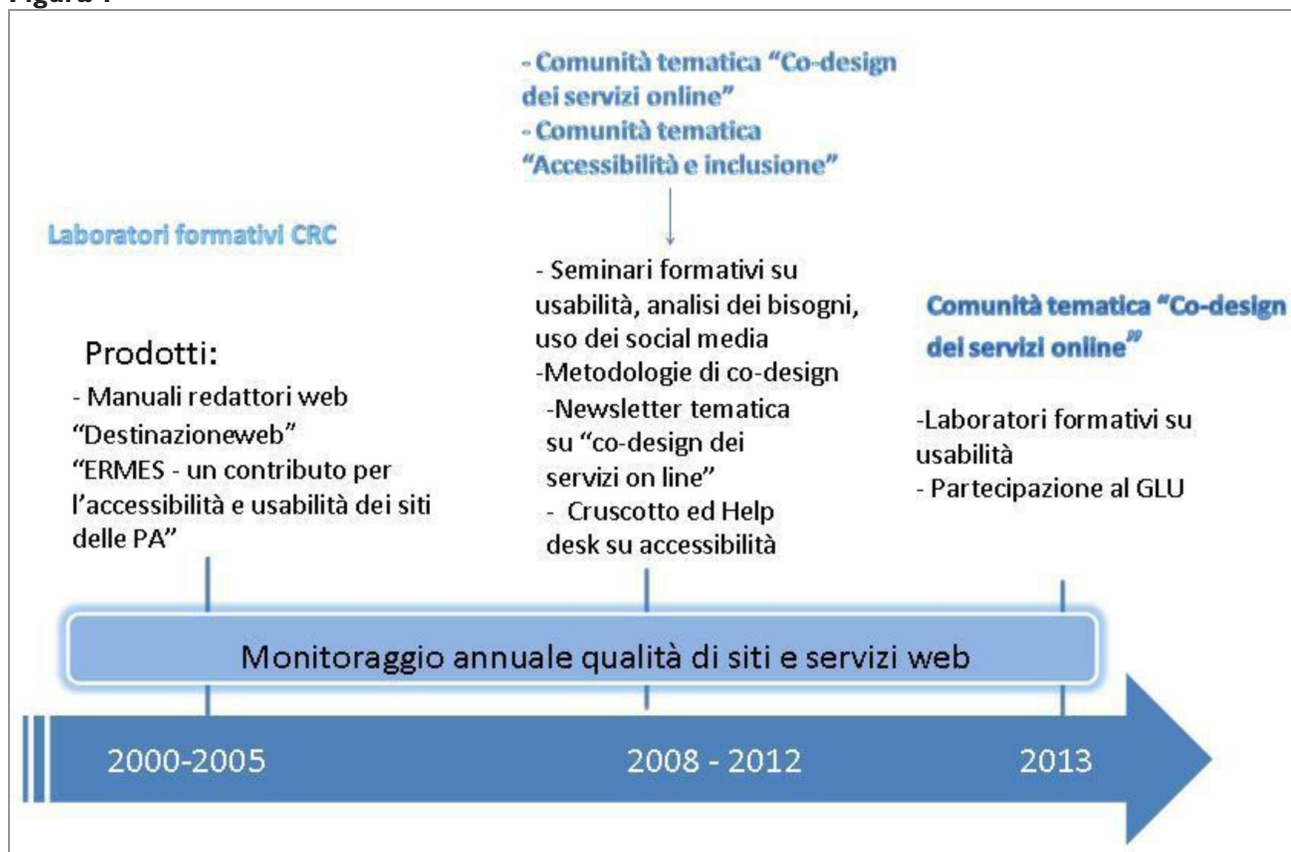 Laboratori formativi CRC
Prodotti:
- Manuali redattori web
“Destinazioneweb”
“ERMES - un contributo per
l’accessibilità e usabilità dei siti
delle PA”
- Comunità tematica “Co-design
dei servizi online”
- Comunità tematica
“Accessibilità e inclusione”
- Seminari formativi su
usabilità, analisi dei bisogni,
uso dei social media
-Metodologie di co-design
-Newsletter tematica
su “co-design dei
servizi on line”
- Cruscotto ed Help
desk su accessibilità
Comunità tematica “Co-design
dei servizi online”
-Laboratori formativi su
usabilità
- Partecipazione al GLU
Monitoraggio annuale qualità di siti e servizi web
2000-2005
2008 - 2012
2013